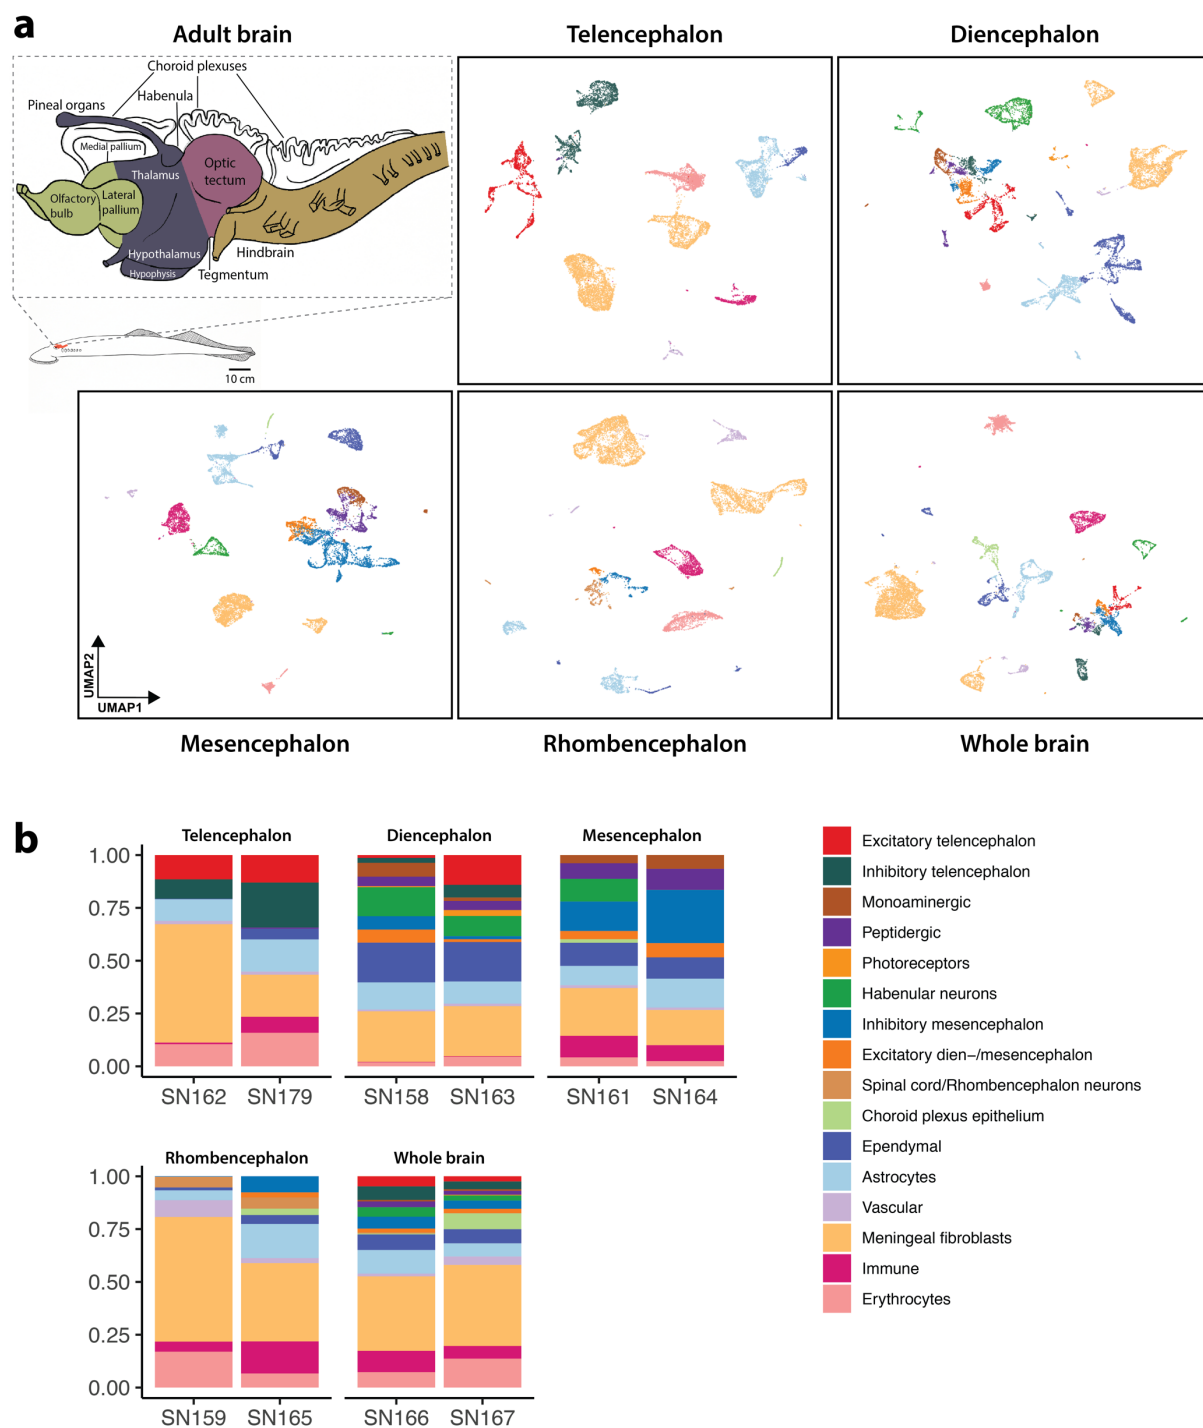 a
Adult brain
Telencephalon
Diencephalon
Choroid plexuses
Habenula
Pineal organs
Medial pallium
Optic
tectum
Thalamus
Olfactory
bulb
Lateral
pallium
Hypothalamus
Hindbrain
Hypophysis
Tegmentum
10 cm
UMAP2
UMAP1
Mesencephalon
Rhombencephalon
Whole brain
b
Telencephalon
Diencephalon
Mesencephalon
1.00
0.75
0.50
0.25
0.00
SN162
SN179
SN158
SN163
SN161
SN164
Rhombencephalon
Whole brain
1.00
0.75
0.50
0.25
0.00
SN159
SN165
SN166
SN167
Excitatory telencephalon
Inhibitory telencephalon
Monoaminergic
Peptidergic
Photoreceptors
Habenular neurons
Inhibitory mesencephalon
Excitatory dien−/mesencephalon
Spinal cord/Rhombencephalon neurons
Choroid plexus epithelium
Ependymal
Astrocytes
Vascular
Meningeal fibroblasts
Immune
Erythrocytes